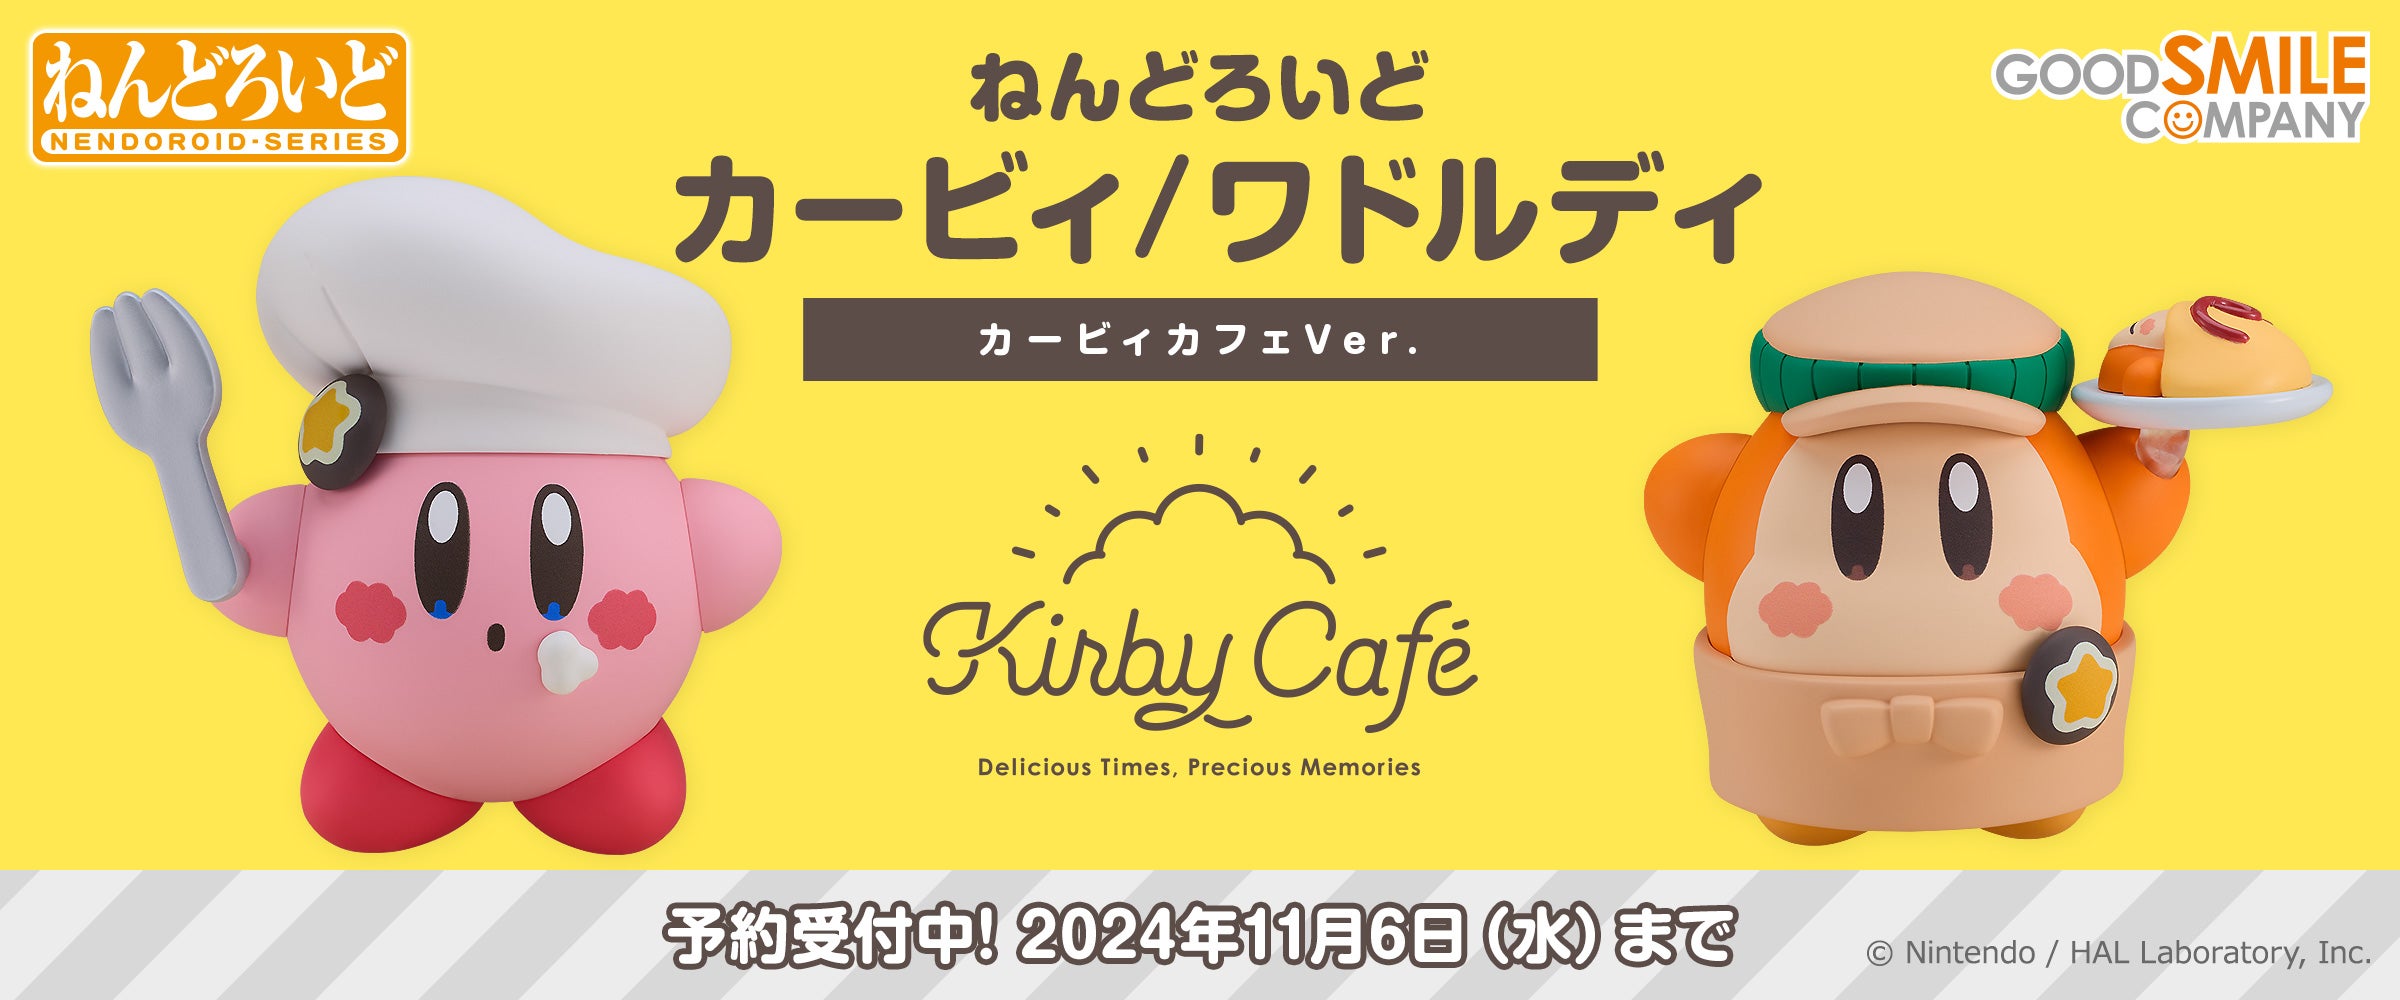 ねんどろいど
NENDOROID-SERIES
GOOD SMILE
COMPANY
ねんどろいど
カービィ/ワドルディ
カービィカフェVer.
Kirby Café
Delicious Times, Precious Memories
予約受付中! 2024年11月6日（水）まで
© Nintendo / HAL Laboratory, Inc.